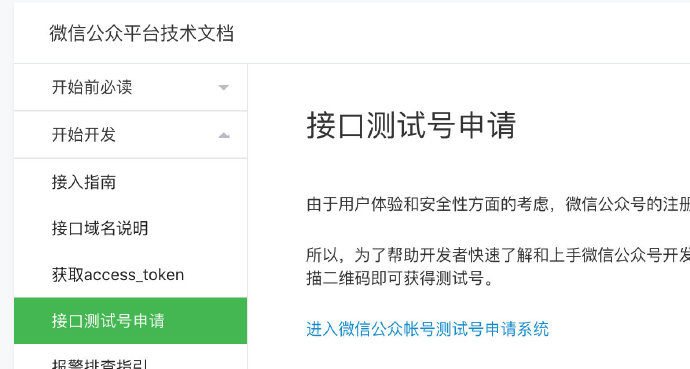 微信公众平台技术文档
开始前必读
开始开发
接入指南
接口域名说明
获取access_token
接口测试号申请
报警排查指引
接口测试号申请
由于用户体验和安全性方面的考虑，微信公众号的注册
所以，为了帮助开发者快速了解和上手微信公众号开发
描二维码即可获得测试号。
进入微信公众帐号测试号申请系统